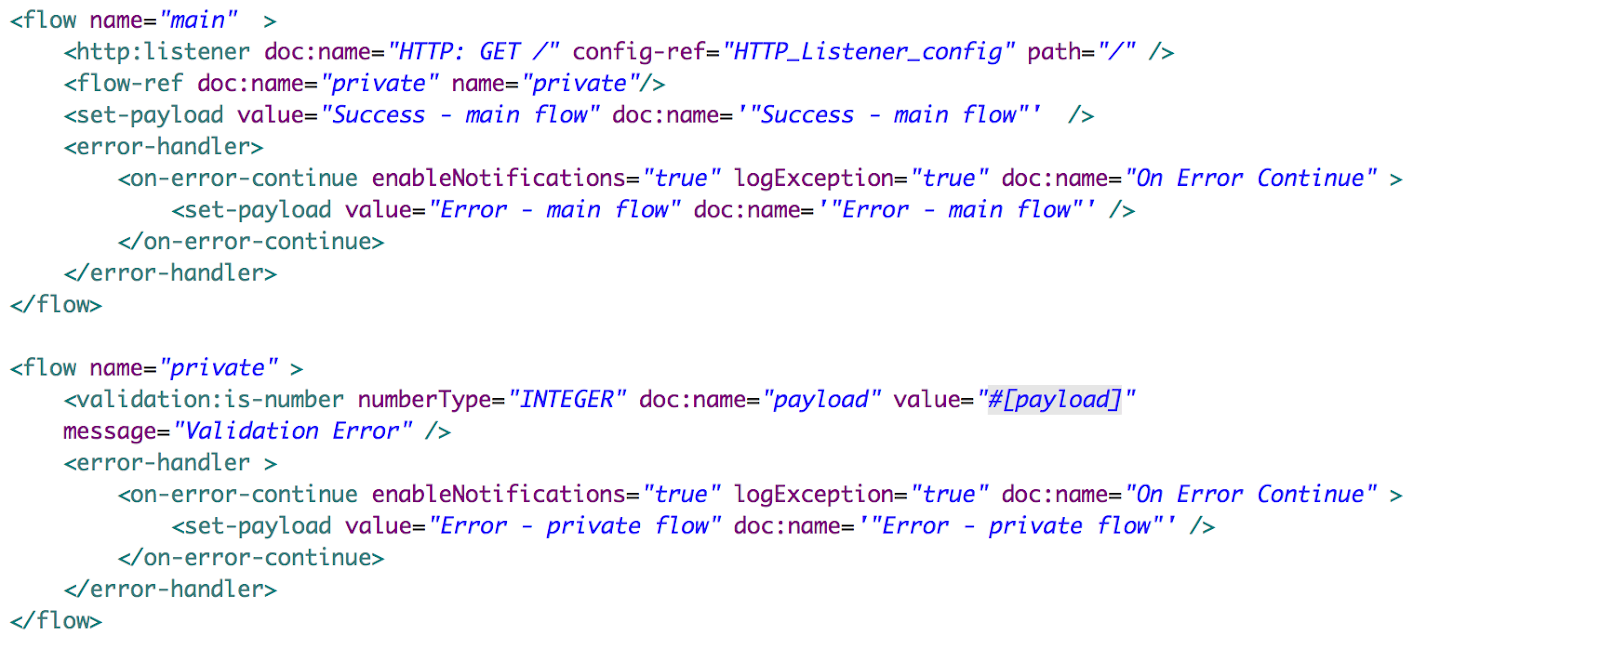 <flow name="main"  >
    <http:listener doc:name="HTTP: GET /" config-ref="HTTP_Listener_config" path="/" />
    <flow-ref doc:name="private" name="private"/>
    <set-payload value="Success - main flow" doc:name='"Success - main flow"'  />
    <error-handler>
        <on-error-continue enableNotifications="true" logException="true" doc:name="On Error Continue" >
            <set-payload value="Error - main flow" doc:name='"Error - main flow"' />
        </on-error-continue>
    </error-handler>
</flow>

<flow name="private" >
    <validation:is-number numberType="INTEGER" doc:name="payload" value="#[payload]"
    message="Validation Error" />
    <error-handler >
        <on-error-continue enableNotifications="true" logException="true" doc:name="On Error Continue" >
            <set-payload value="Error - private flow" doc:name='"Error - private flow"' />
        </on-error-continue>
    </error-handler>
</flow>